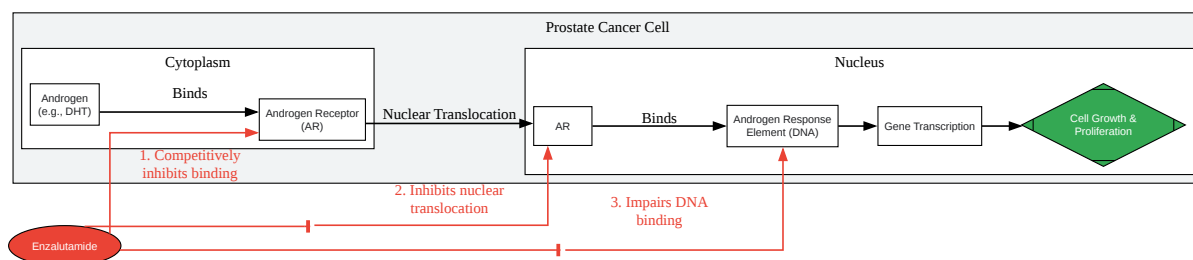 Prostate Cancer Cell
Cytoplasm
Nucleus
Androgen
(e.g., DHT)
Binds
Androgen Receptor
(AR)
Nuclear Translocation
AR
Binds
Androgen Response
Element (DNA)
Gene Transcription
Cell Growth &
Proliferation
1. Competitively
inhibits binding
2. Inhibits nuclear
translocation
3. Impairs DNA
binding
Enzalutamide